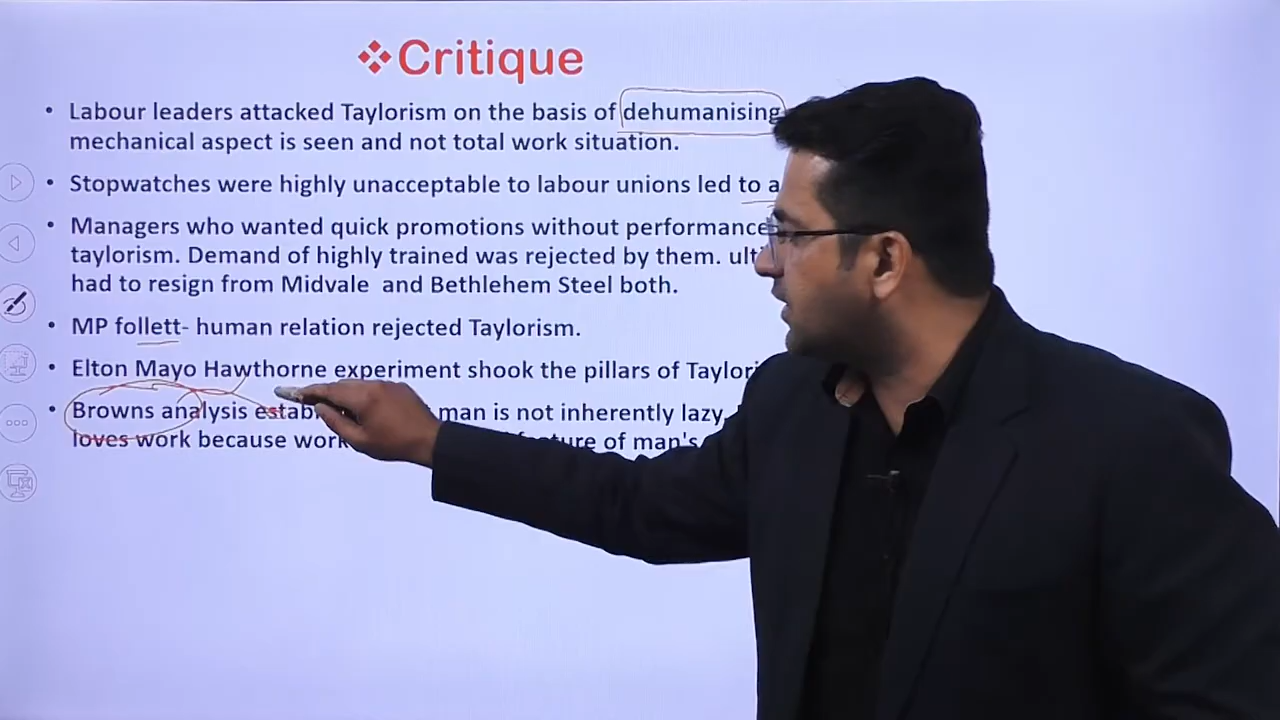 ❖Critique
• Labour leaders attacked Taylorism on the basis of dehumanising
mechanical aspect is seen and not total work situation.
• Stopwatches were highly unacceptable to labour unions led to a
• Managers who wanted quick promotions without performance
taylorism. Demand of highly trained was rejected by them.
had to resign from Midvale and Bethlehem Steel both.
• MP follett- human relation rejected Taylorism.
• Elton Mayo Hawthorne experiment shook the pillars of
• Browns analysis man is not inherently lazy
loves work because work of man's